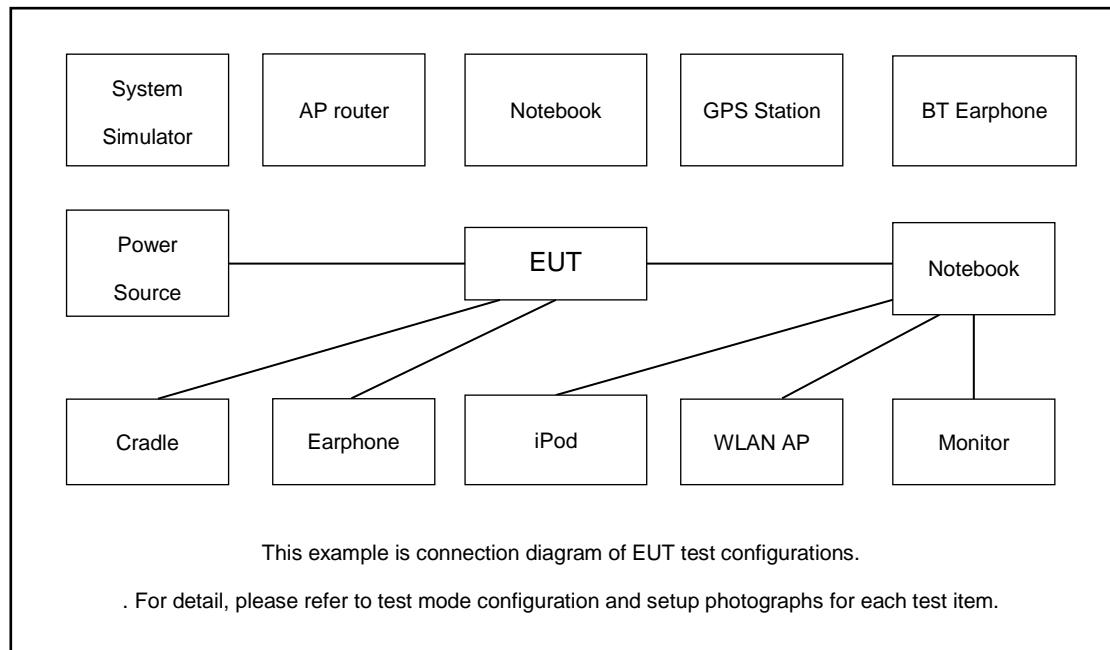 System
Simulator
AP router
Notebook
GPS Station
BT Earphone
Power
Source
EUT
Notebook
Cradle
Earphone
iPod
WLAN AP
Monitor
This example is connection diagram of EUT test configurations.
. For detail, please refer to test mode configuration and setup photographs for each test item.